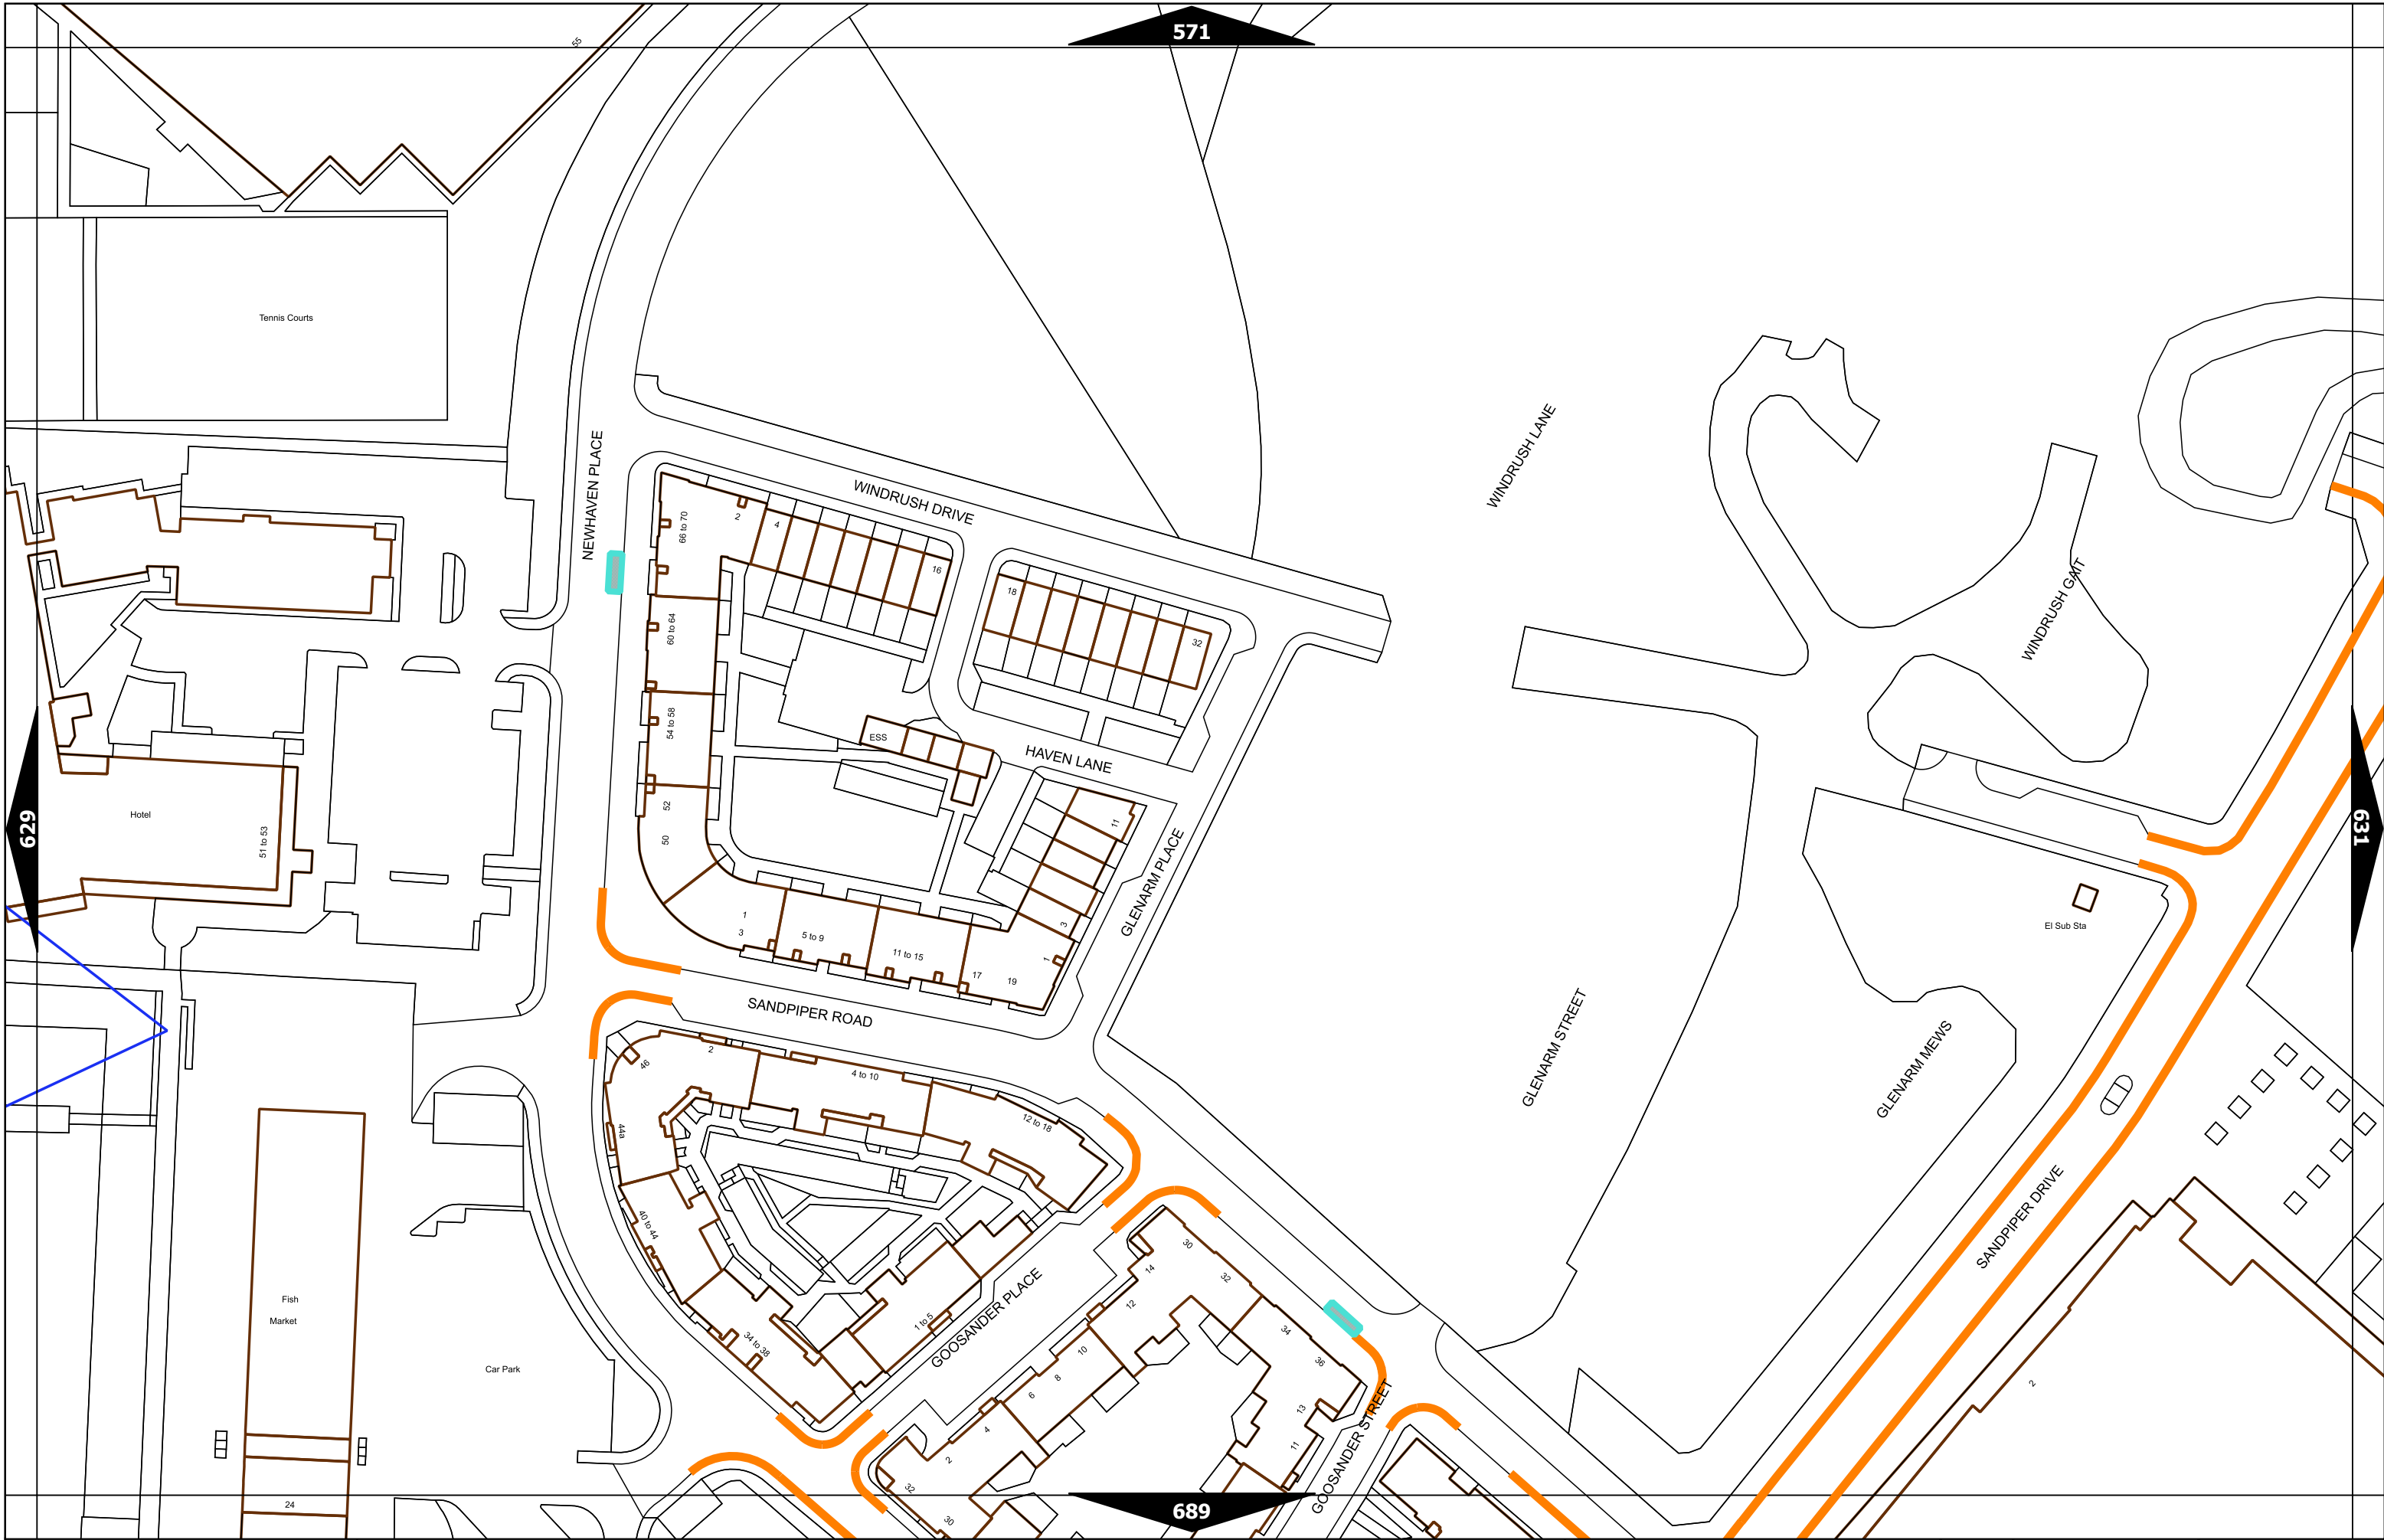 571
55
Tennis Courts
NEWHAVEN PLACE
WINDRUSH DRIVE
WINDRUSH LANE
WINDRUSH GAIT
66 to 70
2
4
16
18
32
60 to 64
54 to 58
ESS
HAVEN LANE
52
50
11
629
Hotel
51 to 53
631
GLENARM PLACE
1
3
5 to 9
11 to 15
17
19
3
1
El Sub Sta
SANDPIPER ROAD
GLENARM STREET
GLENARM MEWS
46
2
4 to 10
12 to 18
44a
40 to 44
34 to 38
1 to 5
GOOSANDER PLACE
SANDPIPER DRIVE
30
32
14
12
34
36
10
8
6
4
2
13
11
GOOSANDER STREET
Fish
Market
Car Park
2
32
30
24
689